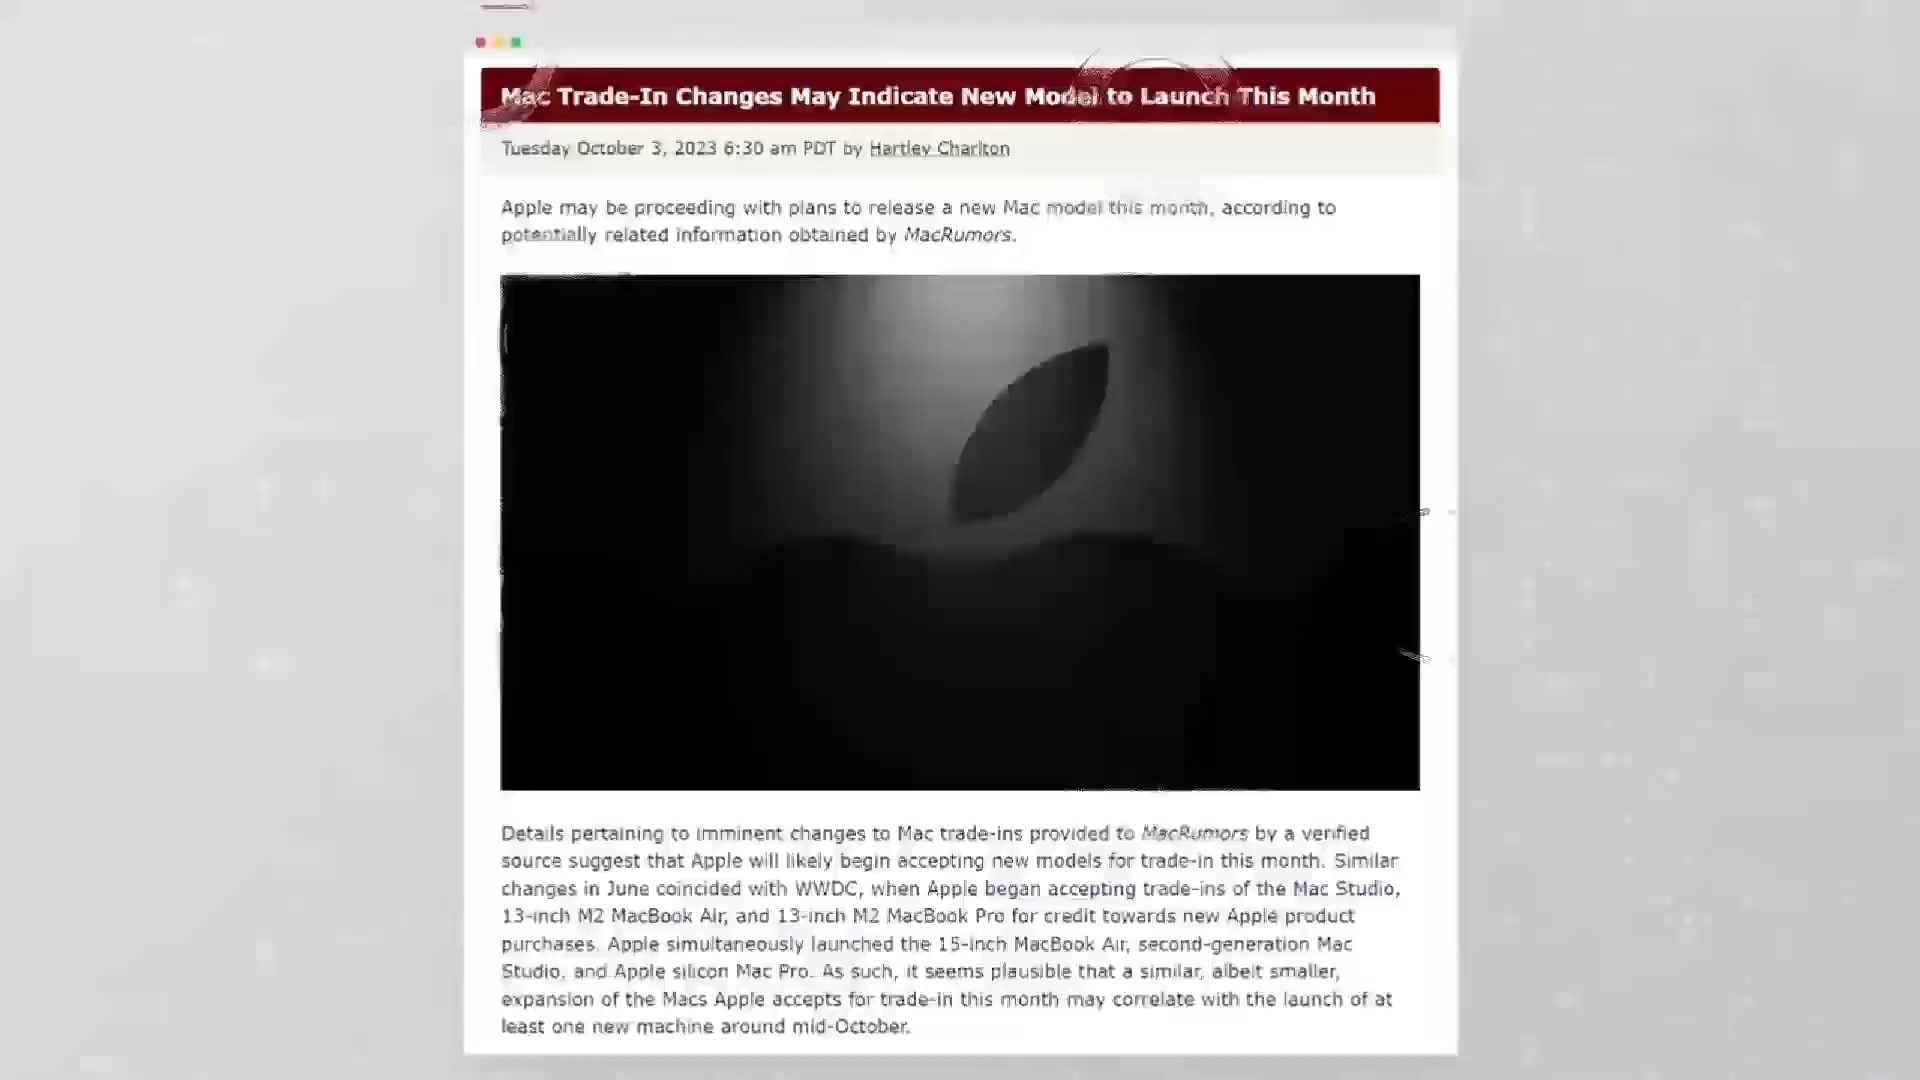 Mac Trade-In Changes May Indicate New Model to Launch This Month
Tuesday October 3, 2023 6:30 am PDT by Hartley Charlton
Apple may be proceeding with plans to release a new Mac model this month, according to
potentially related information obtained by MacRumors.
Details pertaining to imminent changes to Mac trade-ins provided to MacRumors by a verified
source suggest that Apple will likely begin accepting new models for trade-in this month. Similar
changes in June coincided with WWDC, when Apple began accepting trade-ins of the Mac Studio,
13-inch M2 MacBook Air, and 13-inch M2 MacBook Pro for credit towards new Apple product
purchases. Apple simultaneously launched the 15-inch MacBook Air, second-generation Mac
Studio, and Apple silicon Mac Pro. As such, it seems plausible that a similar, albeit smaller,
expansion of the Macs Apple accepts for trade-in this month may correlate with the launch of at
least one new machine around mid-October.